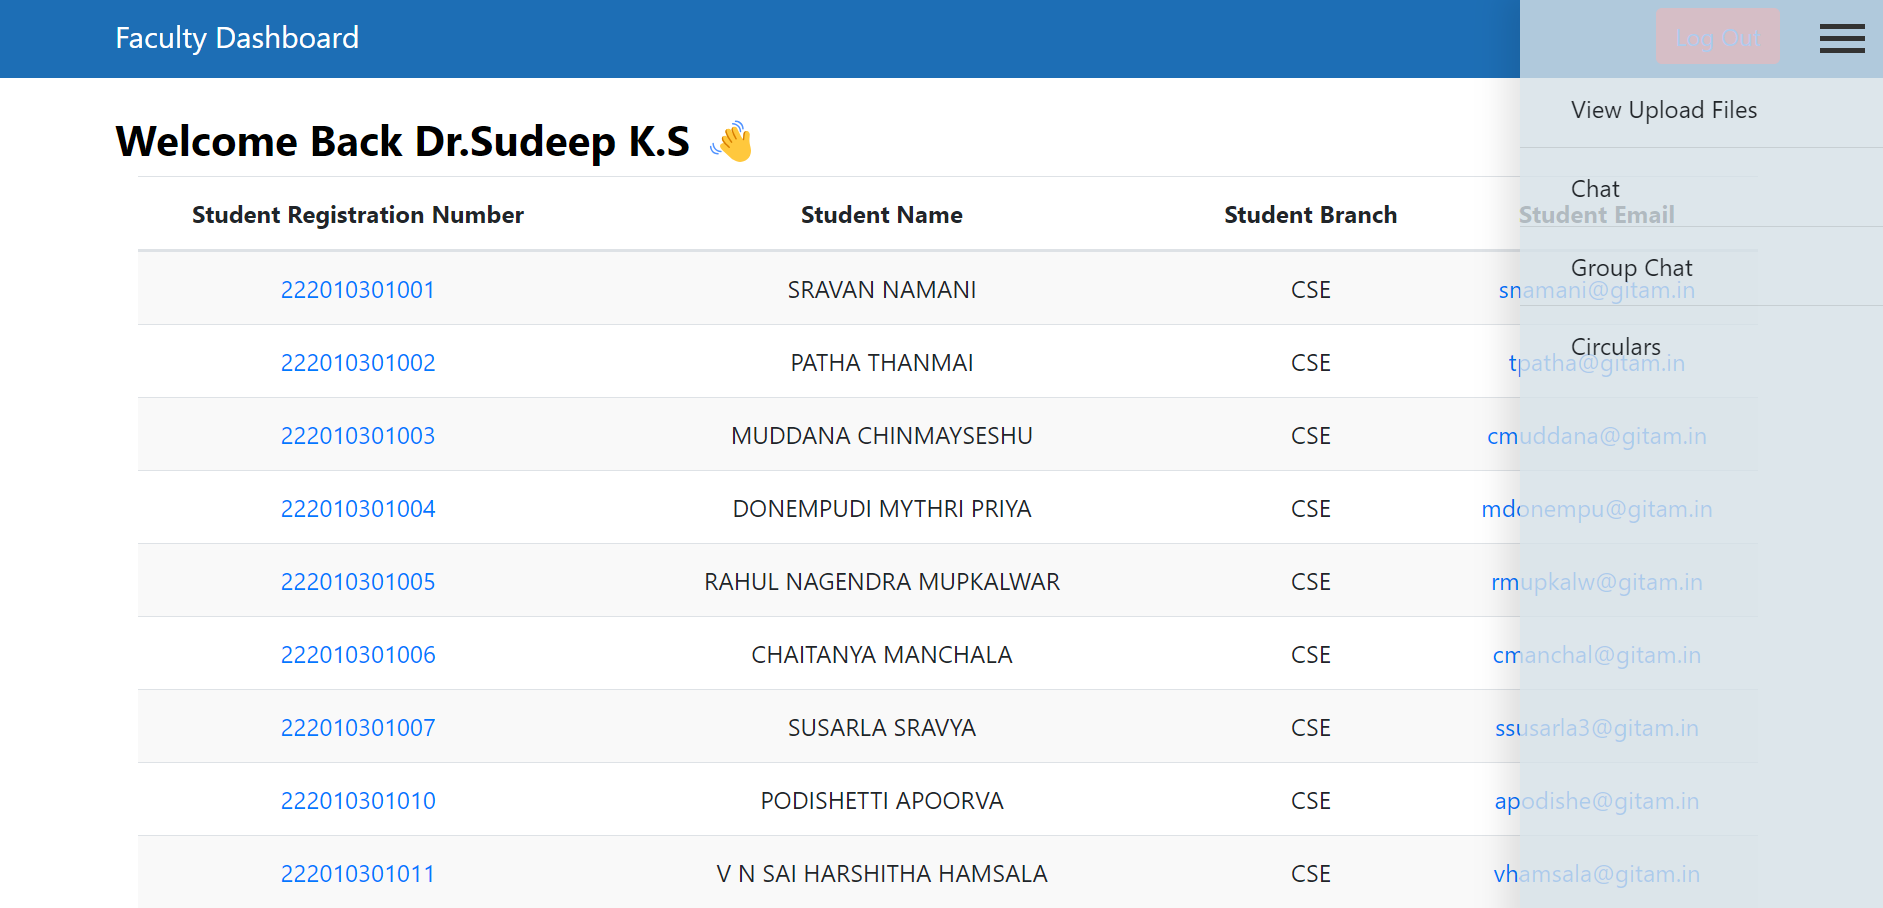 Faculty Dashboard
Log Out
View Upload Files
Welcome Back Dr.Sudeep K.S 👋
Chat
Student Registration Number Student Name Student Branch Student Email
Group Chat
222010301001 SRAVAN NAMANI CSE snamani@gitam.in
Circulars
222010301002 PATHA THANMAI CSE tpatha@gitam.in
222010301003 MUDDANA CHINMAYSESHU CSE cmuddana@gitam.in
222010301004 DONEMPUDI MYTHRI PRIYA CSE mdonempu@gitam.in
222010301005 RAHUL NAGENDRA MUPKALWAR CSE rmupkalw@gitam.in
222010301006 CHAITANYA MANCHALA CSE cmanchal@gitam.in
222010301007 SUSARLA SRAVYA CSE ssusarla3@gitam.in
222010301010 PODISHETTI APOORVA CSE apodishe@gitam.in
222010301011 V N SAI HARSHITHA HAMSALA CSE vhamsala@gitam.in